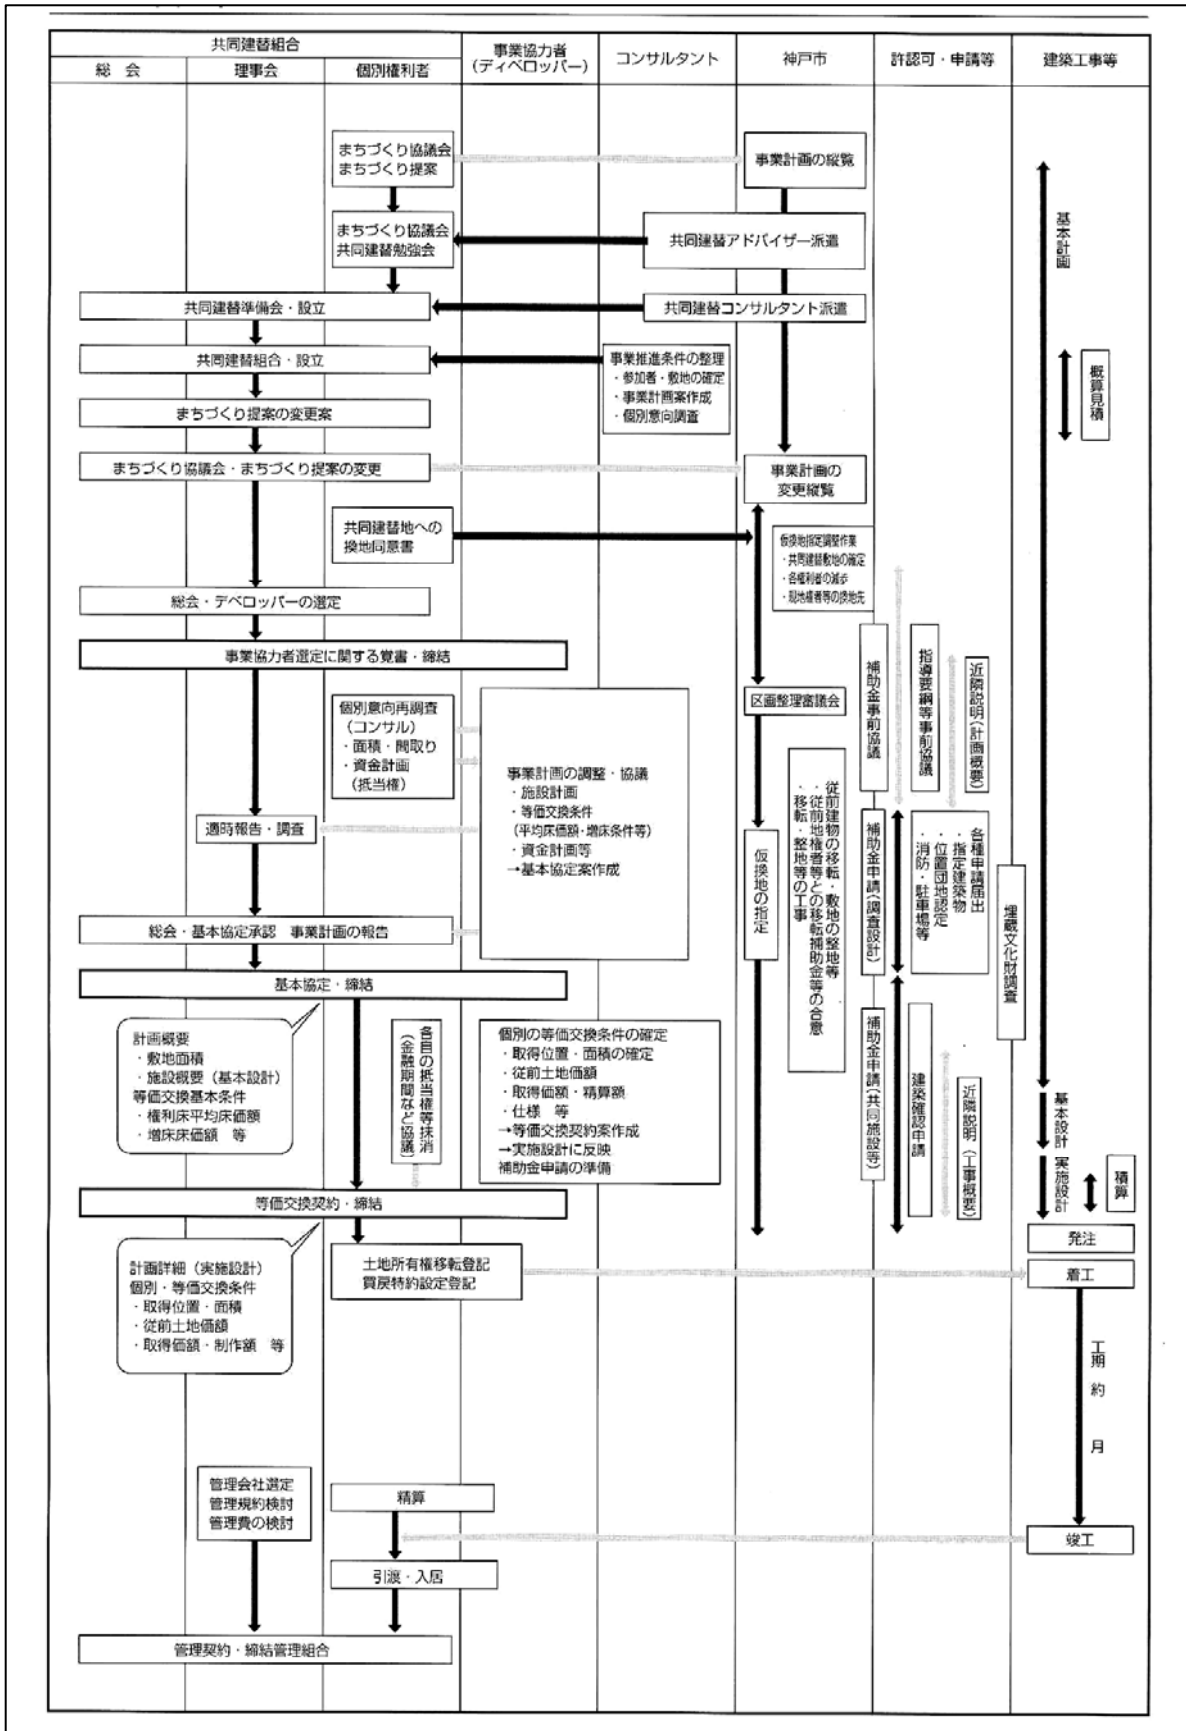 共同建替組合
総　会
理事会
個別権利者
事業協力者
(ディベロッパー)
コンサルタント
神戸市
許認可・申請等
建築工事等
まちづくり協議会
まちづくり提案
事業計画の縦覧
まちづくり協議会
共同建替勉強会
共同建替アドバイザー派遣
基本計画
共同建替準備会・設立
共同建替コンサルタント派遣
共同建替組合・設立
事業推進条件の整理
・参加者・敷地の確定
・事業計画案作成
・個別意向調査
概算見積
まちづくり提案の変更案
まちづくり協議会・まちづくり提案の変更
事業計画の
変更縦覧
共同建替地への
換地同意書
仮換地指定調整作業
・共同建替敷地の確定
・各権利者の減歩
・現地権者等の換地先
総会・デベロッパーの選定
事業協力者選定に関する覚書・締結
補助金事前協議
指導要綱等事前協議
近隣説明(計画概要)
個別意向再調査
(コンサル)
・面積・間取り
・資金計画
(抵当権)
区画整理審議会
事業計画の調整・協議
・施設計画
・等価交換条件
(平均床価額・増床条件等)
・資金計画等
→基本協定案作成
適時報告・調査
仮換地の指定
従前建物の移転・敷地の整地等
・従前地権者等との移転補助金等の合意
・移転・整地等の工事
補助金申請(調査設計)
各種申請届出
・指定建築物
・位置団地認定
・消防・駐車場等
埋蔵文化財調査
総会・基本協定承認　事業計画の報告
基本協定・締結
計画概要
・敷地面積
・施設概要(基本設計)
等価交換基本条件
・権利床平均床価額
・増床床価額　等
各自の抵当権等抹消
(金融期間など協議)
個別の等価交換条件の確定
・取得位置・面積の確定
・従前土地価額
・取得価額・精算額
・仕様　等
→等価交換契約案作成
→実施設計に反映
補助金申請の準備
補助金申請(共同施設等)
建築確認申請
近隣説明(工事概要)
基本設計
実施設計
積算
等価交換契約・締結
発注
計画詳細(実施設計)
個別・等価交換条件
・取得位置・面積
・従前土地価額
・取得価額・制作額　等
土地所有権移転登記
買戻特約設定登記
着工
工期　約　　月
管理会社選定
管理規約検討
管理費の検討
精算
竣工
引渡・入居
管理契約・締結管理組合